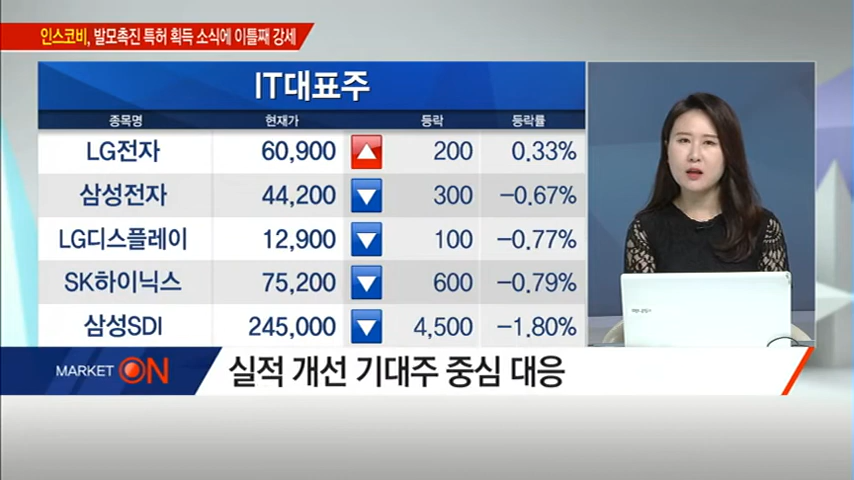 인스코비, 발모촉진 특허 획득 소식에 이틀째 강세
IT대표주
종목명 현재가 등락 등락률
LG전자 60,900 ▲ 200 0.33%
삼성전자 44,200 ▼ 300 -0.67%
LG디스플레이 12,900 ▼ 100 -0.77%
SK하이닉스 75,200 ▼ 600 -0.79%
삼성SDI 245,000 ▼ 4,500 -1.80%
MARKET ON 실적 개선 기대주 중심 대응